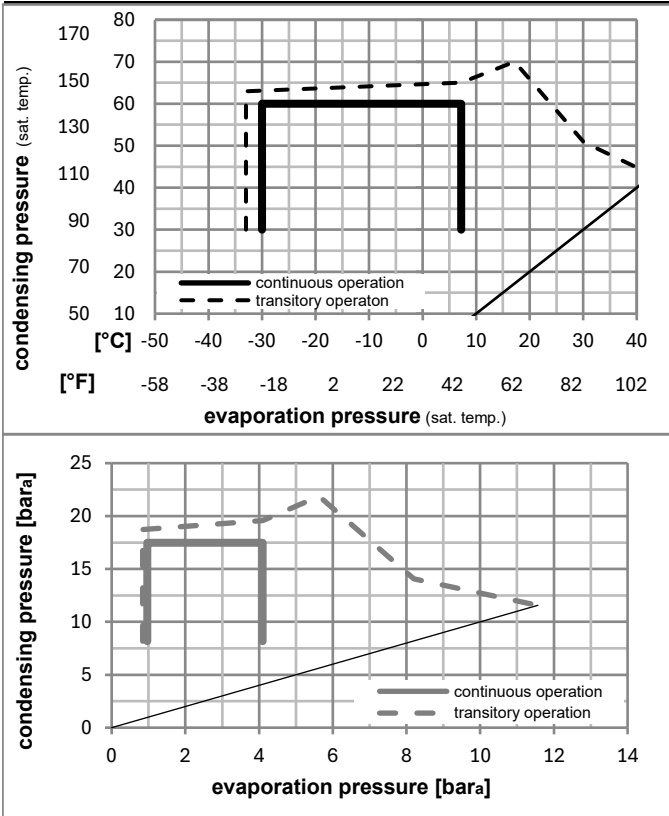 condensing pressure (sat. temp.)
170 80
70
150 60
130 50
110 40
90 30
70 20
50 10
continuous operation
transitory operaton
[°C] -50 -40 -30 -20 -10 0 10 20 30 40
[°F] -58 -38 -18 2 22 42 62 82 102
evaporation pressure (sat. temp.)
condensing pressure [bara]
25
20
15
10
5
0
continuous operation
transitory operation
0 2 4 6 8 10 12 14
evaporation pressure [bara]